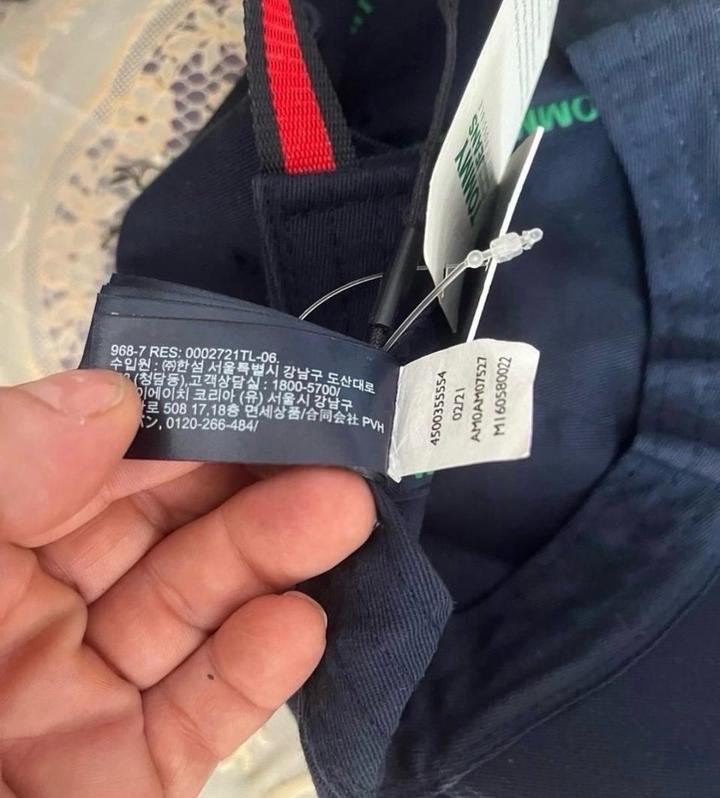 968-7 RES: 0002721TL-06.
수입원 : ㈜한섬 서울특별시 강남구 도산대로
(청담동),고객상담실 : 1800-5700/
이에이치 코리아 (유) 서울시 강남구
로 508 17,18층 면세상품/合同会社 PVH
パン, 0120-266-484/
4500355554
02/21
AM0AM07527
M160580022
TOMMY
JEANS